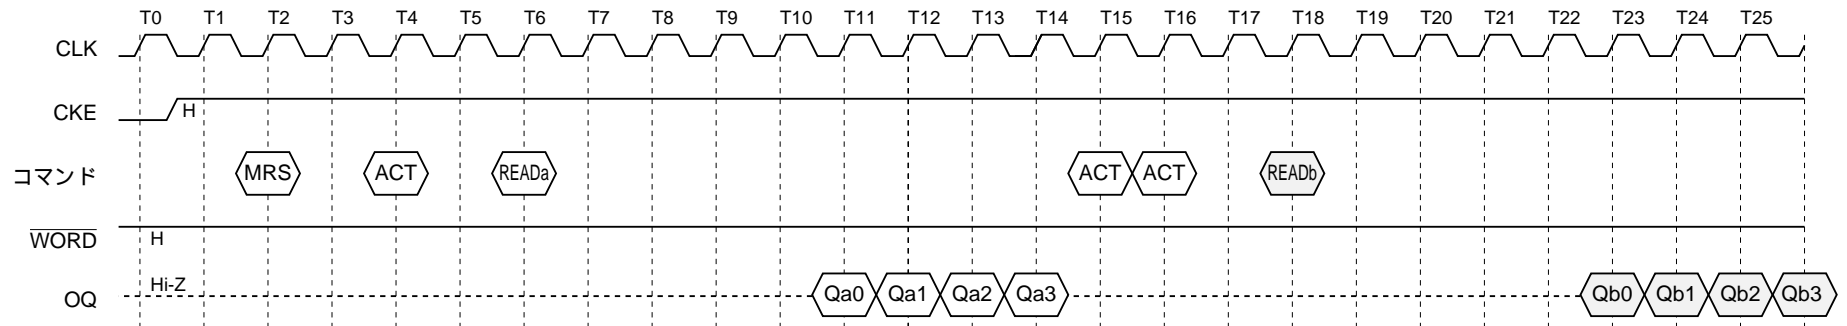 T0 T1 T2 T3 T4 T5 T6 T7 T8 T9 T10 T11 T12 T13 T14 T15 T16 T17 T18 T19 T20 T21 T22 T23 T24 T25
CLK
CKE H
コマンド MRS ACT READa ACT ACT READb
WORD H
OQ Hi-Z Qa0 Qa1 Qa2 Qa3 Qb0 Qb1 Qb2 Qb3